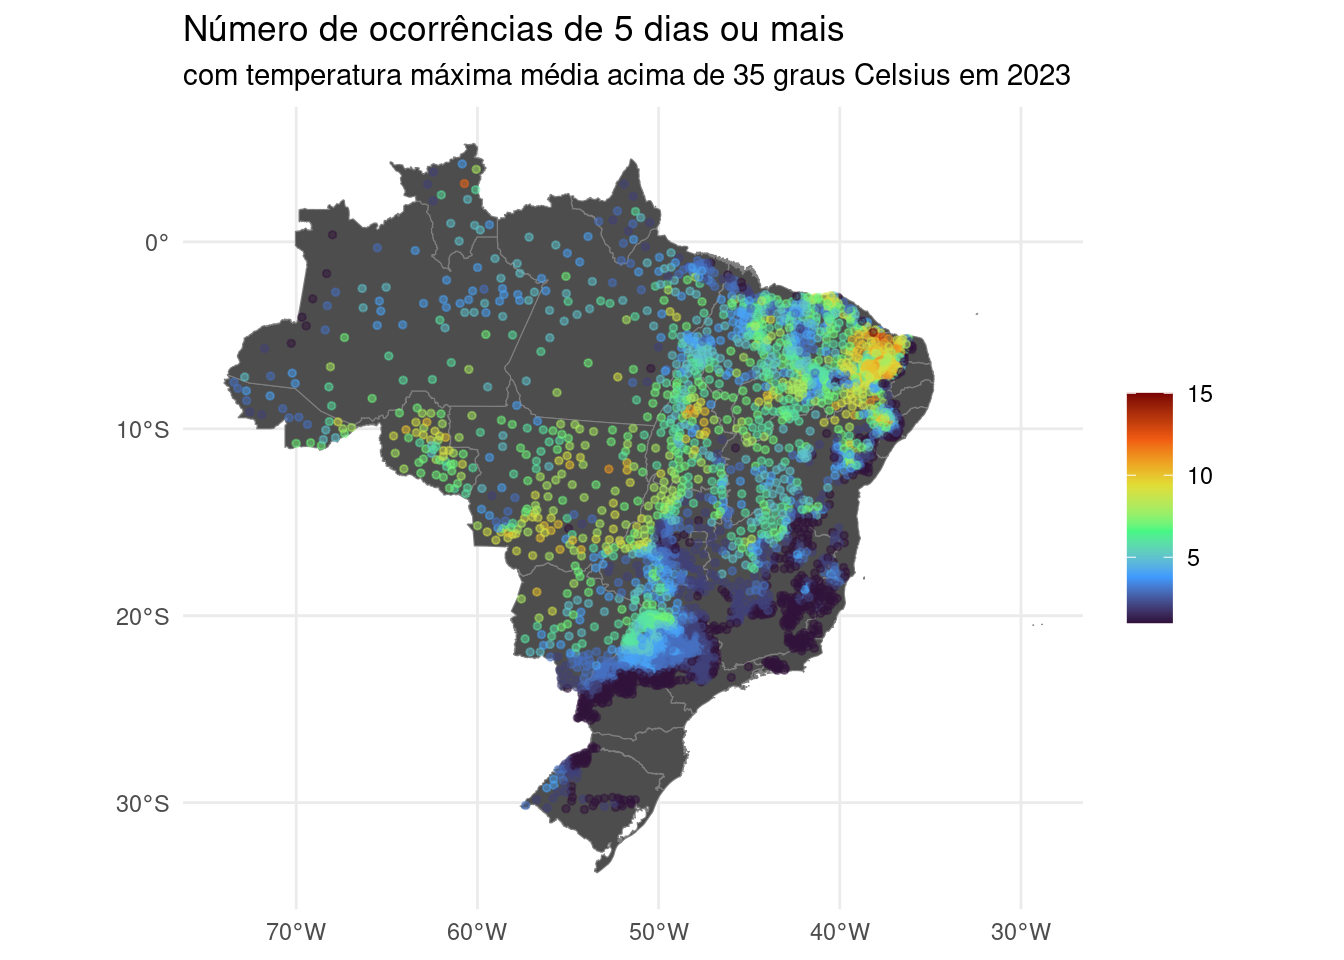 Número de ocorrências de 5 dias ou mais
com temperatura máxima média acima de 35 graus Celsius em 2023
0°
10°S
20°S
30°S
70°W
60°W
50°W
40°W
30°W
15
10
5